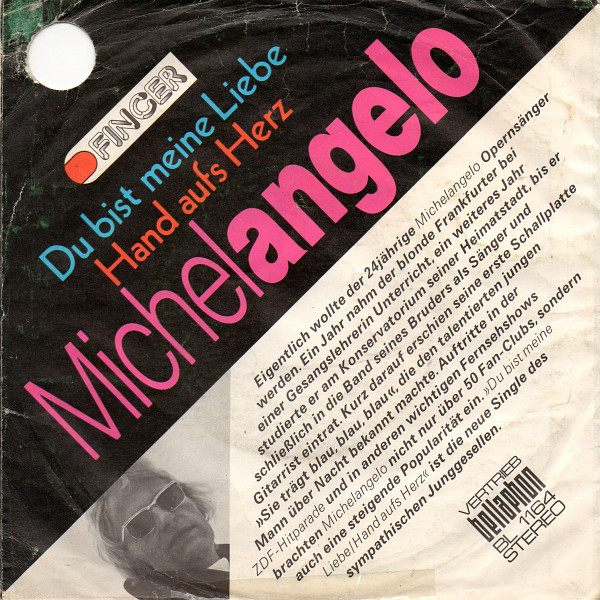 FINGER
Du bist meine Liebe
Hand aufs Herz
Michelangelo
Eigentlich wollte der 24jährige Michelangelo Opernsänger
werden. Ein Jahr nahm der blonde Frankfurter bei
einer Gesangslehrerin Unterricht, ein weiteres Jahr
studierte er am Konservatorium seiner Heimatstadt, bis er
schließlich in die Band seines Bruders als Sänger und
Gitarrist eintrat. Kurz darauf erschien seine erste Schallplatte
»Sie trägt blau, blau, blau«, die den talentierten jungen
Mann über Nacht bekannt machte. Auftritte in der
ZDF-Hitparade und in anderen wichtigen Fernsehshows
brachten Michelangelo nicht nur über 50 Fan-Clubs, sondern
auch eine steigende Popularität ein. »Du bist meine
Liebe/Hand aufs Herz« ist die neue Single des
sympathischen Junggesellen.
VERTRIEB
bellaphon
BL 1164
STEREO